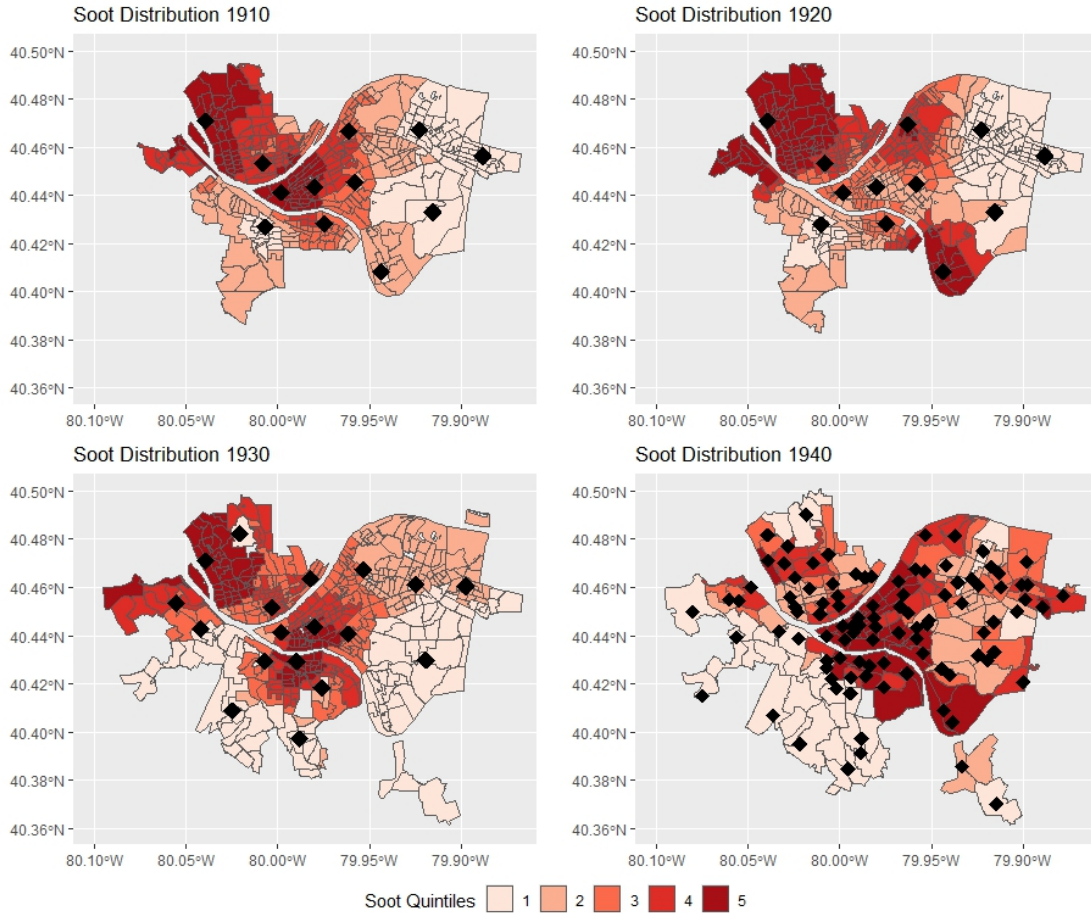 Soot Distribution 1910
Soot Distribution 1920
40.50°N
40.48°N
40.46°N
40.44°N
40.42°N
40.40°N
40.38°N
40.36°N
40.50°N
40.48°N
40.46°N
40.44°N
40.42°N
40.40°N
40.38°N
40.36°N
80.10°W 80.05°W 80.00°W 79.95°W 79.90°W
80.10°W 80.05°W 80.00°W 79.95°W 79.90°W
Soot Distribution 1930
Soot Distribution 1940
40.50°N
40.48°N
40.46°N
40.44°N
40.42°N
40.40°N
40.38°N
40.36°N
40.50°N
40.48°N
40.46°N
40.44°N
40.42°N
40.40°N
40.38°N
40.36°N
80.10°W 80.05°W 80.00°W 79.95°W 79.90°W
80.10°W 80.05°W 80.00°W 79.95°W 79.90°W
Soot Quintiles 1 2 3 4 5